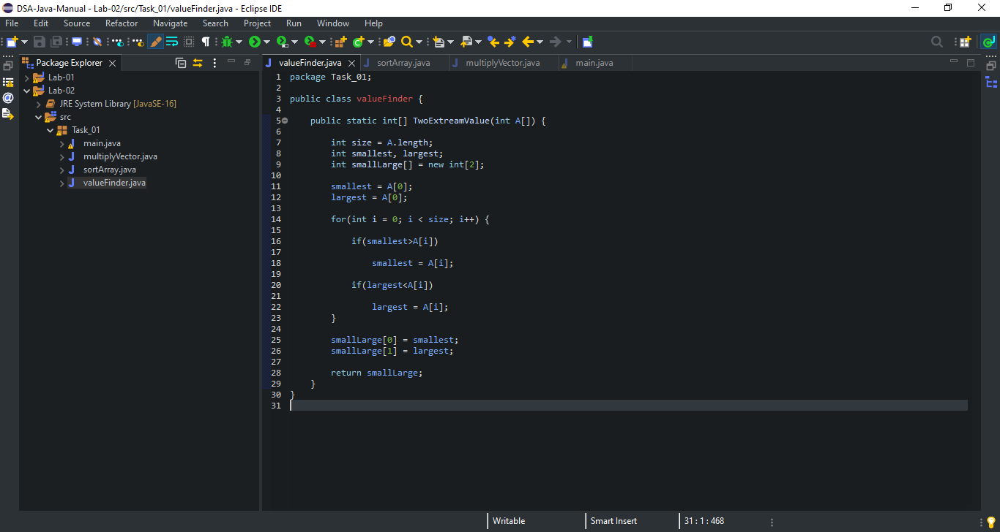 DSA-Java-Manual - Lab-02/src/Task_01/valueFinder.java - Eclipse IDE
File Edit Source Refactor Navigate Search Project Run Window Help
Package Explorer
Lab-01
Lab-02
JRE System Library [JavaSE-16]
src
Task_01
main.java
multiplyVector.java
sortArray.java
valueFinder.java
valueFinder.java sortArray.java multiplyVector.java main.java
1 package Task_01;
2
3 public class valueFinder {
4
5 public static int[] TwoExtreamValue(int A[]) {
6
7 int size = A.length;
8 int smallest, largest;
9 int smallLarge[] = new int[2];
10
11 smallest = A[0];
12 largest = A[0];
13
14 for(int i = 0; i < size; i++) {
15
16 if(smallest>A[i])
17
18 smallest = A[i];
19
20 if(largest<A[i])
21
22 largest = A[i];
23 }
24
25 smallLarge[0] = smallest;
26 smallLarge[1] = largest;
27
28 return smallLarge;
29 }
30 }
31
Writable Smart Insert 31 : 1 : 468